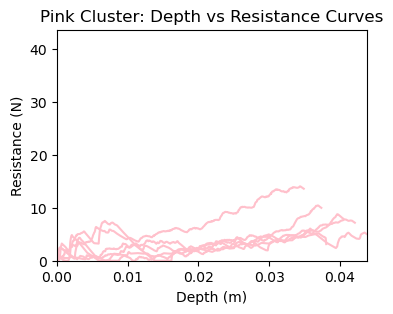 Pink Cluster: Depth vs Resistance Curves
40
30
20
10
0
Resistance (N)
0.00 0.01 0.02 0.03 0.04
Depth (m)